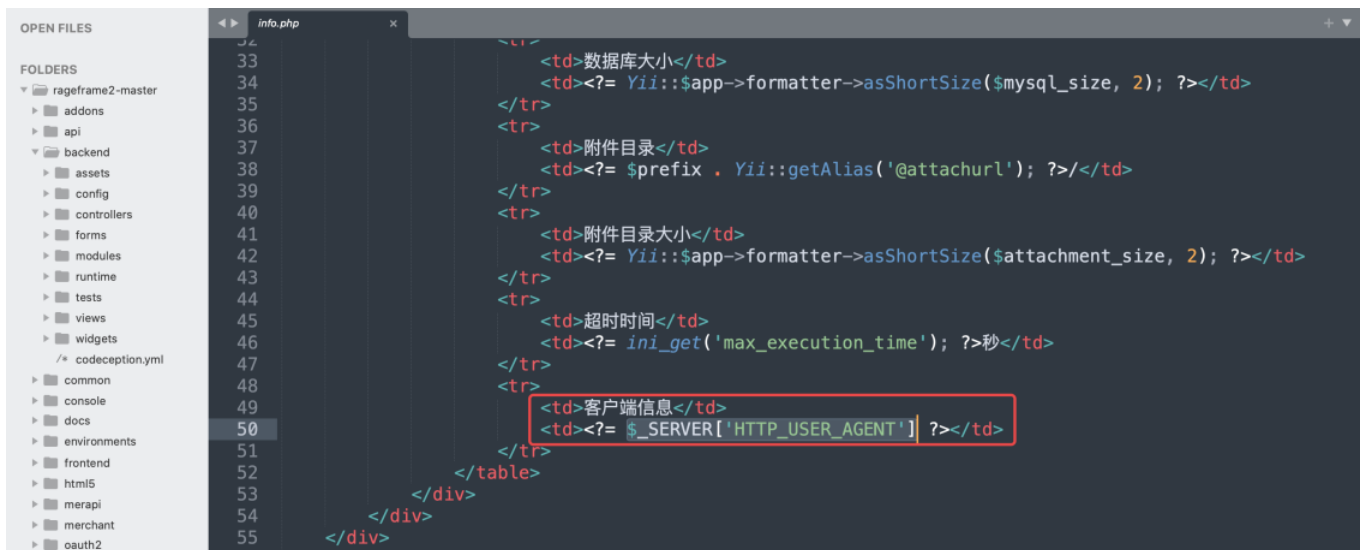 OPEN FILES
FOLDERS
rageframe2-master
addons
api
backend
assets
config
controllers
forms
modules
runtime
tests
views
widgets
/* codeception.yml
common
console
docs
environments
frontend
html5
merapi
merchant
oauth2
info.php ×
32 <tr>
33 <td>数据库大小</td>
34 <td><?= Yii::$app->formatter->asShortSize($mysql_size, 2); ?></td>
35 </tr>
36 <tr>
37 <td>附件目录</td>
38 <td><?= $prefix . Yii::getAlias('@attachurl'); ?>/</td>
39 </tr>
40 <tr>
41 <td>附件目录大小</td>
42 <td><?= Yii::$app->formatter->asShortSize($attachment_size, 2); ?></td>
43 </tr>
44 <tr>
45 <td>超时时间</td>
46 <td><?= ini_get('max_execution_time'); ?>秒</td>
47 </tr>
48 <tr>
49 <td>客户端信息</td>
50 <td><?= $_SERVER['HTTP_USER_AGENT'] ?></td>
51 </tr>
52 </table>
53 </div>
54 </div>
55 </div>